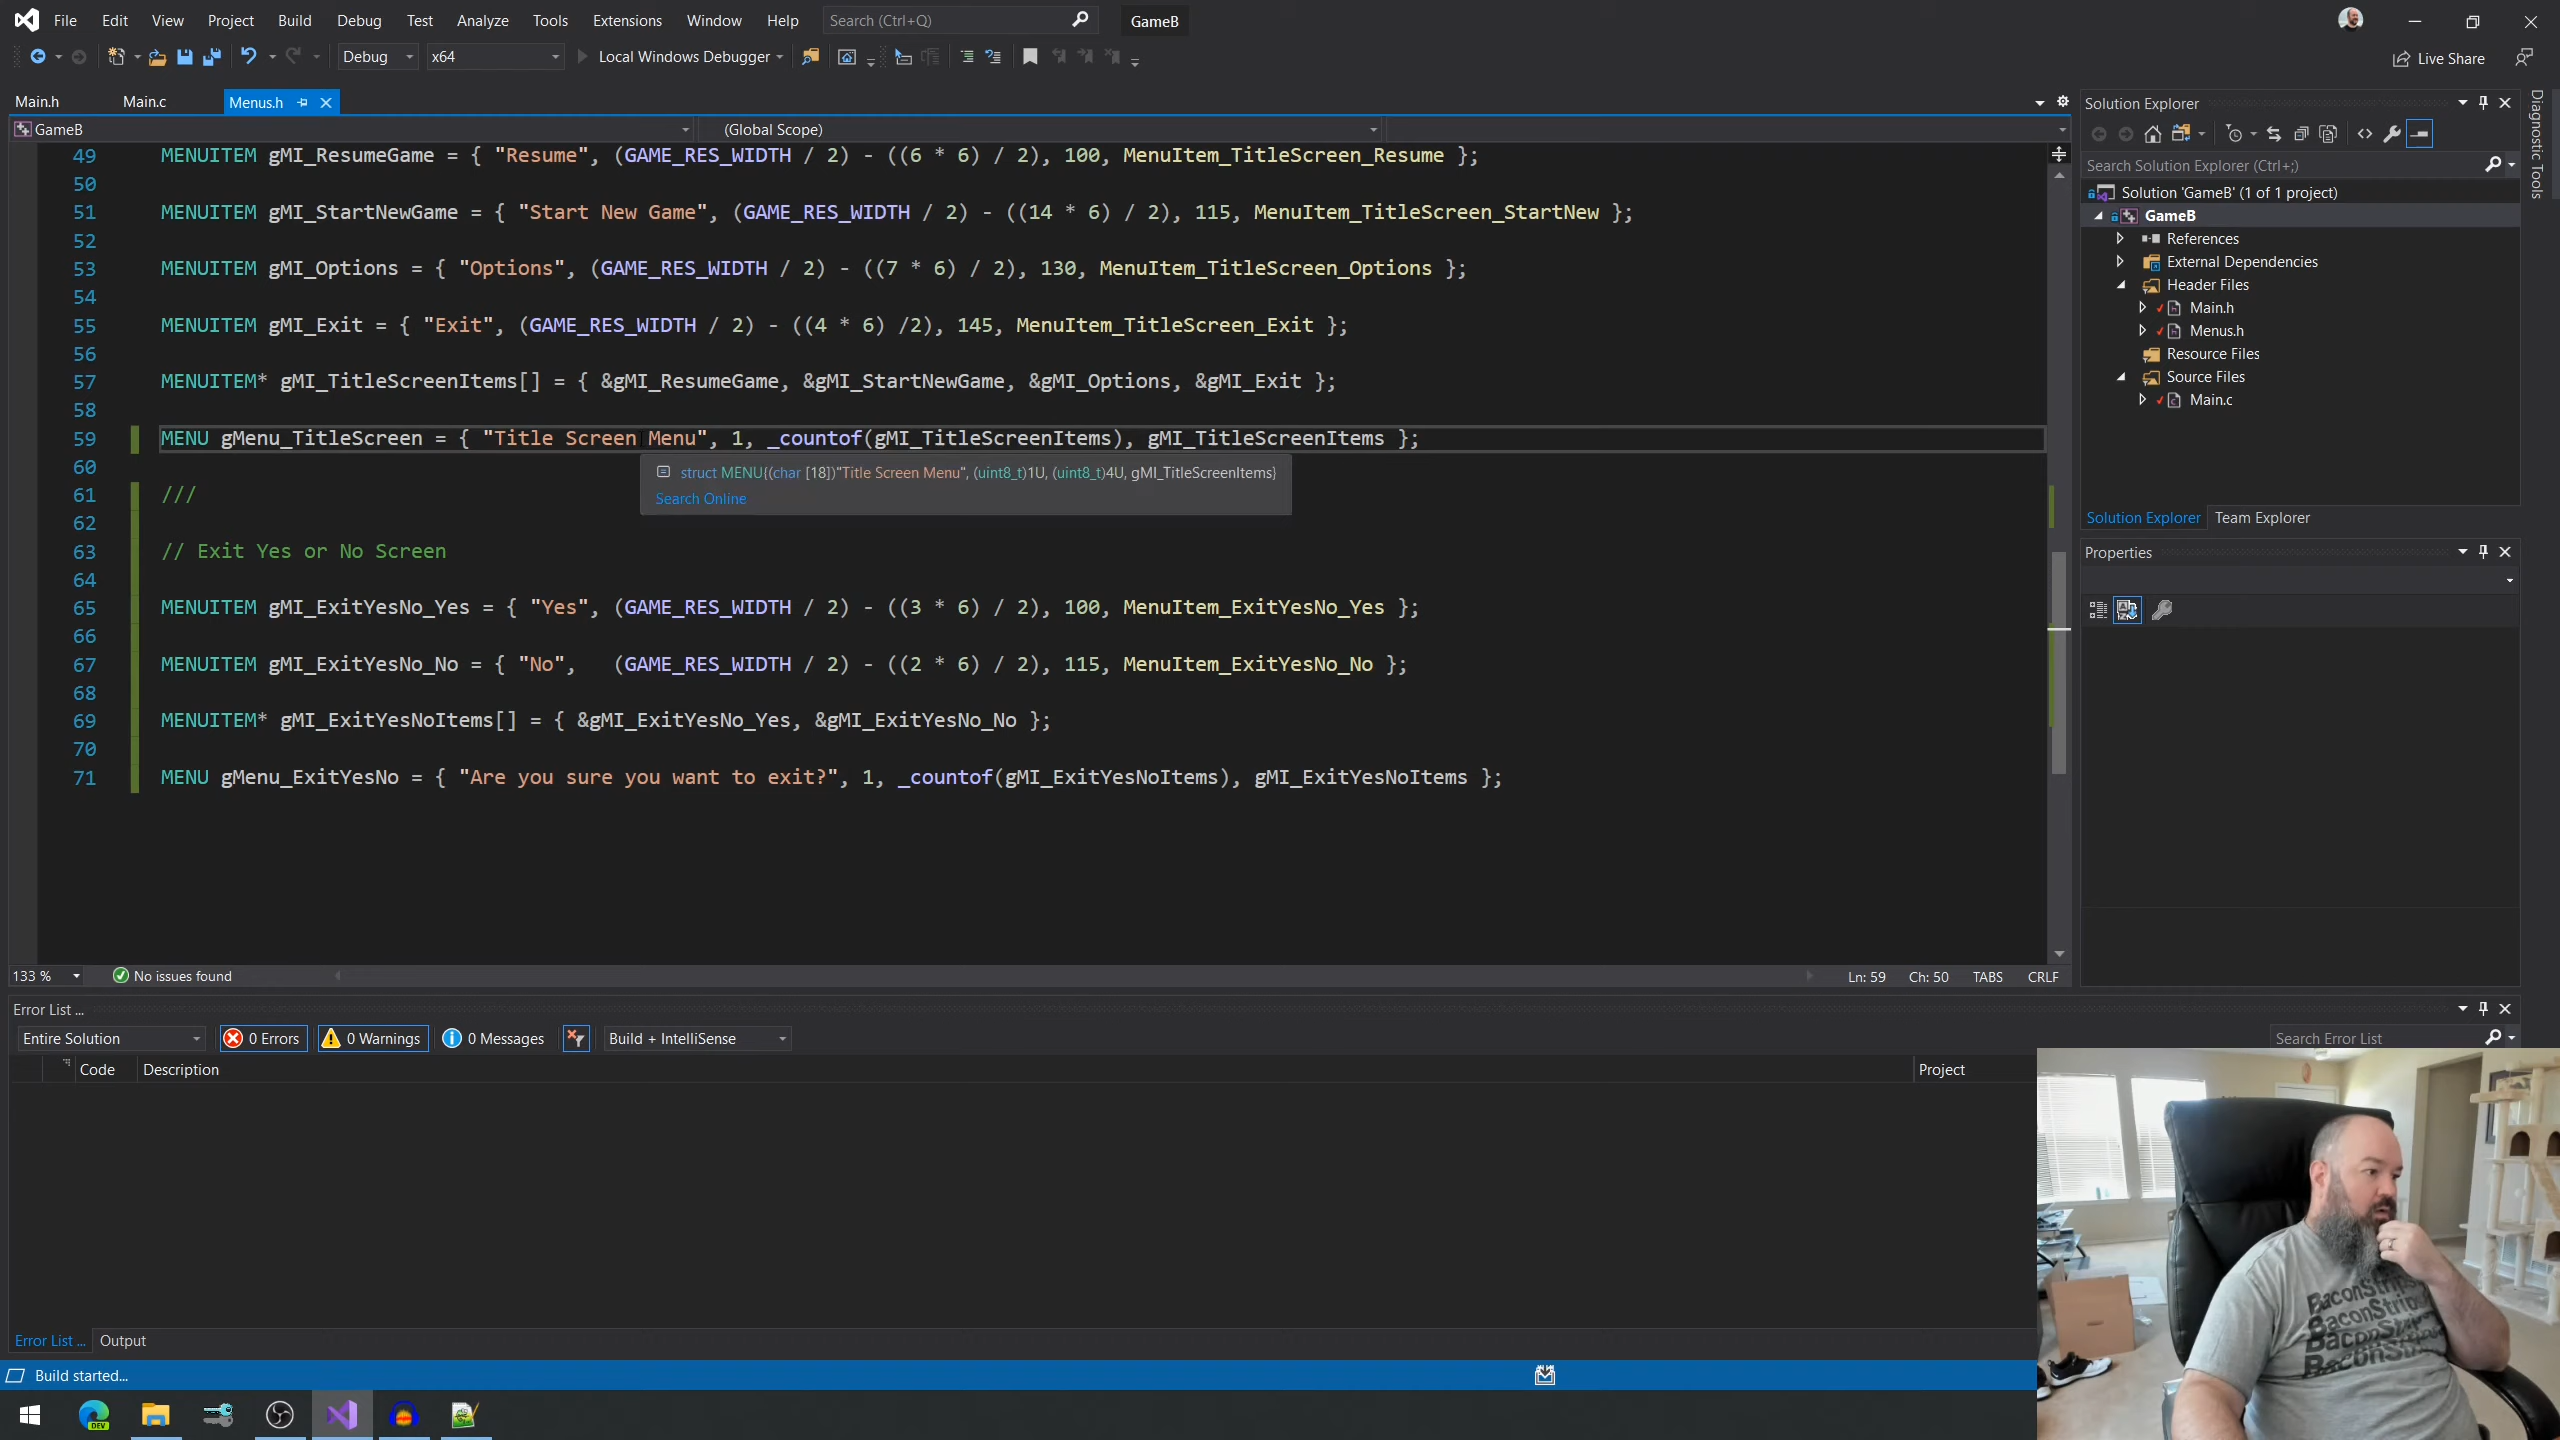 File Edit View Project Build Debug Test Analyze Tools Extensions Window Help Search (Ctrl+Q) GameB
Debug x64 Local Windows Debugger Live Share
Main.h Main.c Menus.h
GameB (Global Scope)
49 MENUITEM gMI_ResumeGame = { "Resume", (GAME_RES_WIDTH / 2) - ((6 * 6) / 2), 100, MenuItem_TitleScreen_Resume };
50
51 MENUITEM gMI_StartNewGame = { "Start New Game", (GAME_RES_WIDTH / 2) - ((14 * 6) / 2), 115, MenuItem_TitleScreen_StartNew };
52
53 MENUITEM gMI_Options = { "Options", (GAME_RES_WIDTH / 2) - ((7 * 6) / 2), 130, MenuItem_TitleScreen_Options };
54
55 MENUITEM gMI_Exit = { "Exit", (GAME_RES_WIDTH / 2) - ((4 * 6) /2), 145, MenuItem_TitleScreen_Exit };
56
57 MENUITEM* gMI_TitleScreenItems[] = { &gMI_ResumeGame, &gMI_StartNewGame, &gMI_Options, &gMI_Exit };
58
59 MENU gMenu_TitleScreen = { "Title Screen Menu", 1, _countof(gMI_TitleScreenItems), gMI_TitleScreenItems };
60
struct MENU{(char [18])"Title Screen Menu", (uint8_t)1U, (uint8_t)4U, gMI_TitleScreenItems}
Search Online
61 ///
62
63 // Exit Yes or No Screen
64
65 MENUITEM gMI_ExitYesNo_Yes = { "Yes", (GAME_RES_WIDTH / 2) - ((3 * 6) / 2), 100, MenuItem_ExitYesNo_Yes };
66
67 MENUITEM gMI_ExitYesNo_No = { "No",   (GAME_RES_WIDTH / 2) - ((2 * 6) / 2), 115, MenuItem_ExitYesNo_No };
68
69 MENUITEM* gMI_ExitYesNoItems[] = { &gMI_ExitYesNo_Yes, &gMI_ExitYesNo_No };
70
71 MENU gMenu_ExitYesNo = { "Are you sure you want to exit?", 1, _countof(gMI_ExitYesNoItems), gMI_ExitYesNoItems };
133 % No issues found Ln: 59 Ch: 50 TABS CRLF
Solution Explorer
Search Solution Explorer (Ctrl+;)
Solution 'GameB' (1 of 1 project)
GameB
References
External Dependencies
Header Files
Main.h
Menus.h
Resource Files
Source Files
Main.c
Solution Explorer Team Explorer
Properties
Diagnostic Tools
Error List ...
Entire Solution 0 Errors 0 Warnings 0 Messages Build + IntelliSense Search Error List
Code Description Project
Error List ... Output
Build started...
DEV